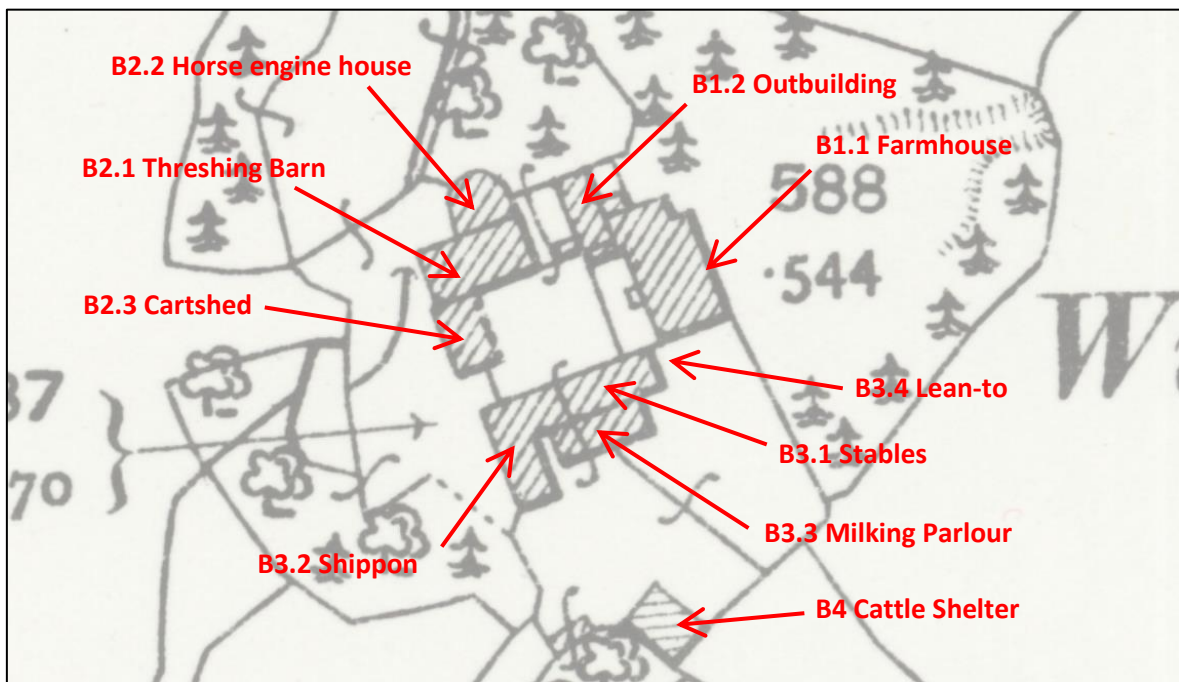 B2.2 Horse engine house
B1.2 Outbuilding
B1.1 Farmhouse
B2.1 Threshing Barn
588
·544
B2.3 Cartshed
W
37
B3.4 Lean-to
B3.1 Stables
70
B3.3 Milking Parlour
B3.2 Shippon
B4 Cattle Shelter